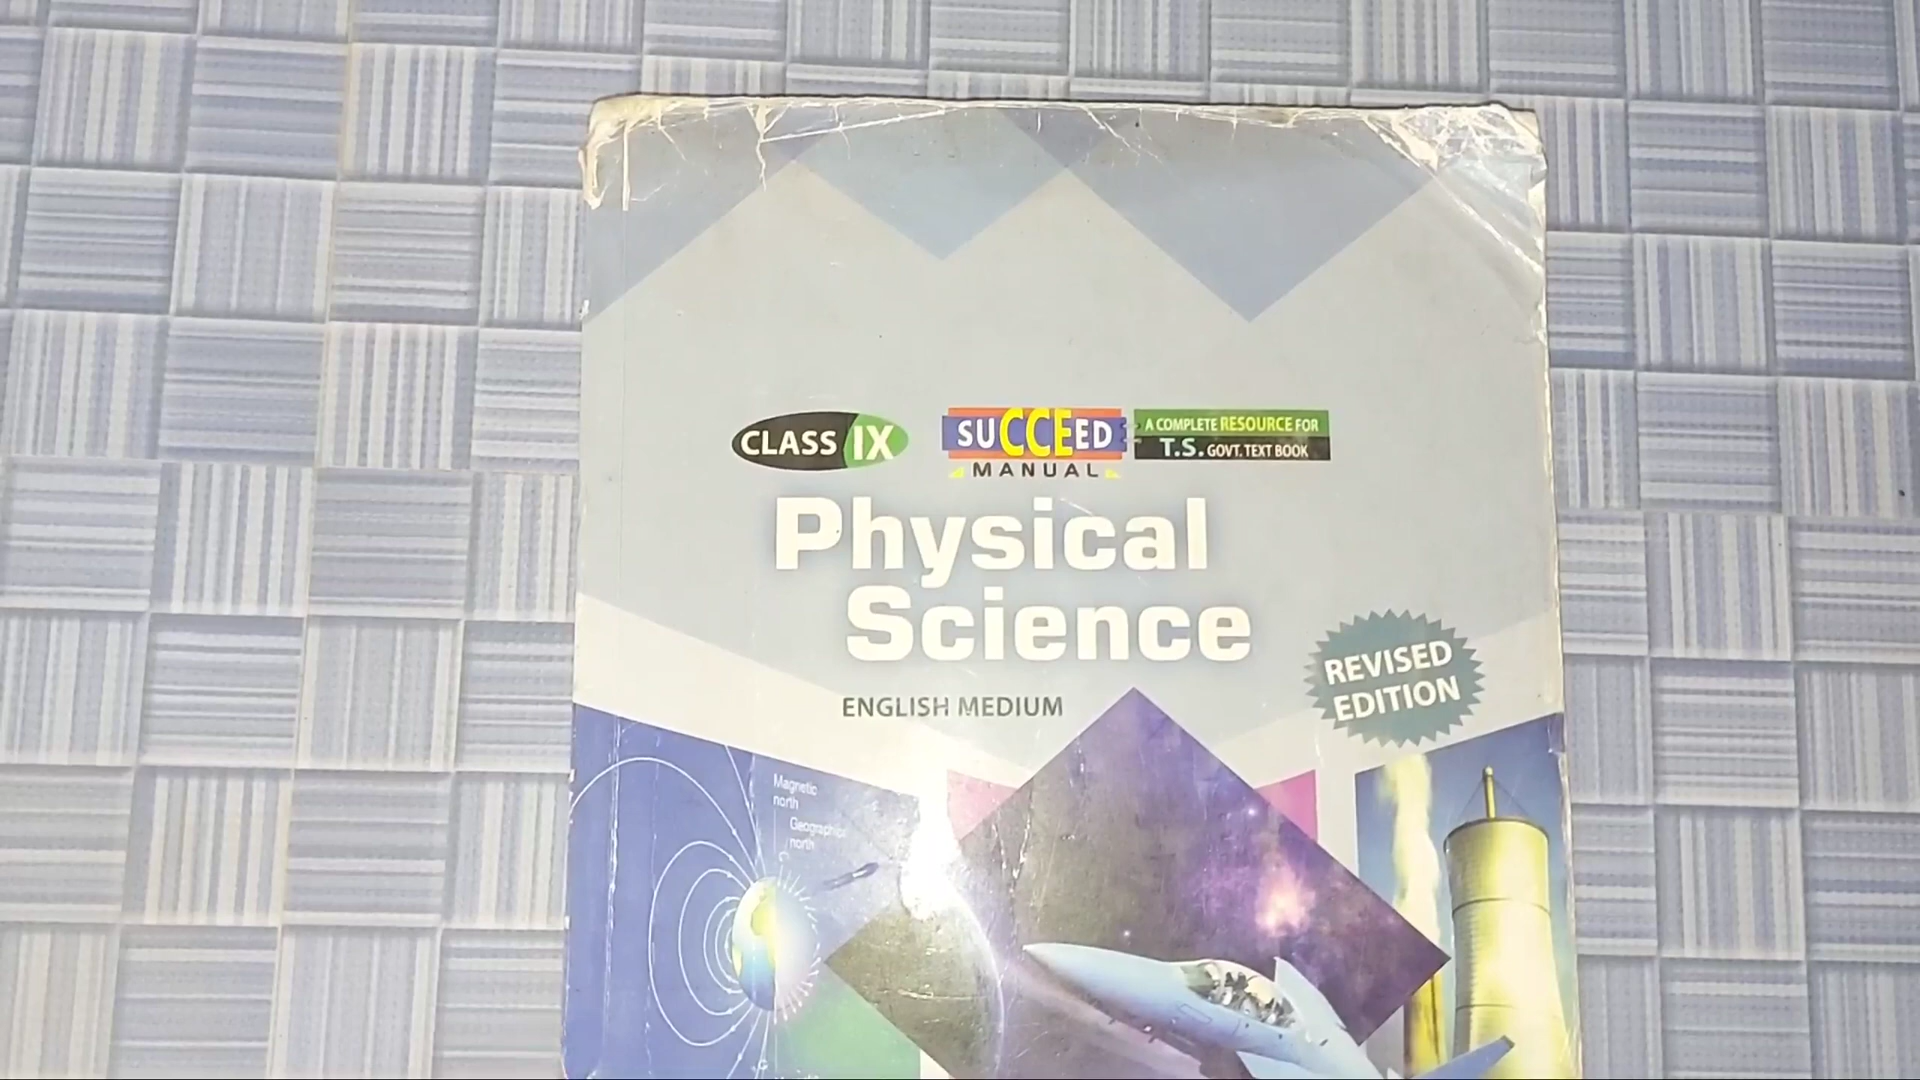 CLASS IX
SUCCEED
MANUAL
A COMPLETE RESOURCE FOR
T.S. GOVT. TEXT BOOK
Physical
Science
ENGLISH MEDIUM
REVISED
EDITION
Magnetic
north
Geographic
north